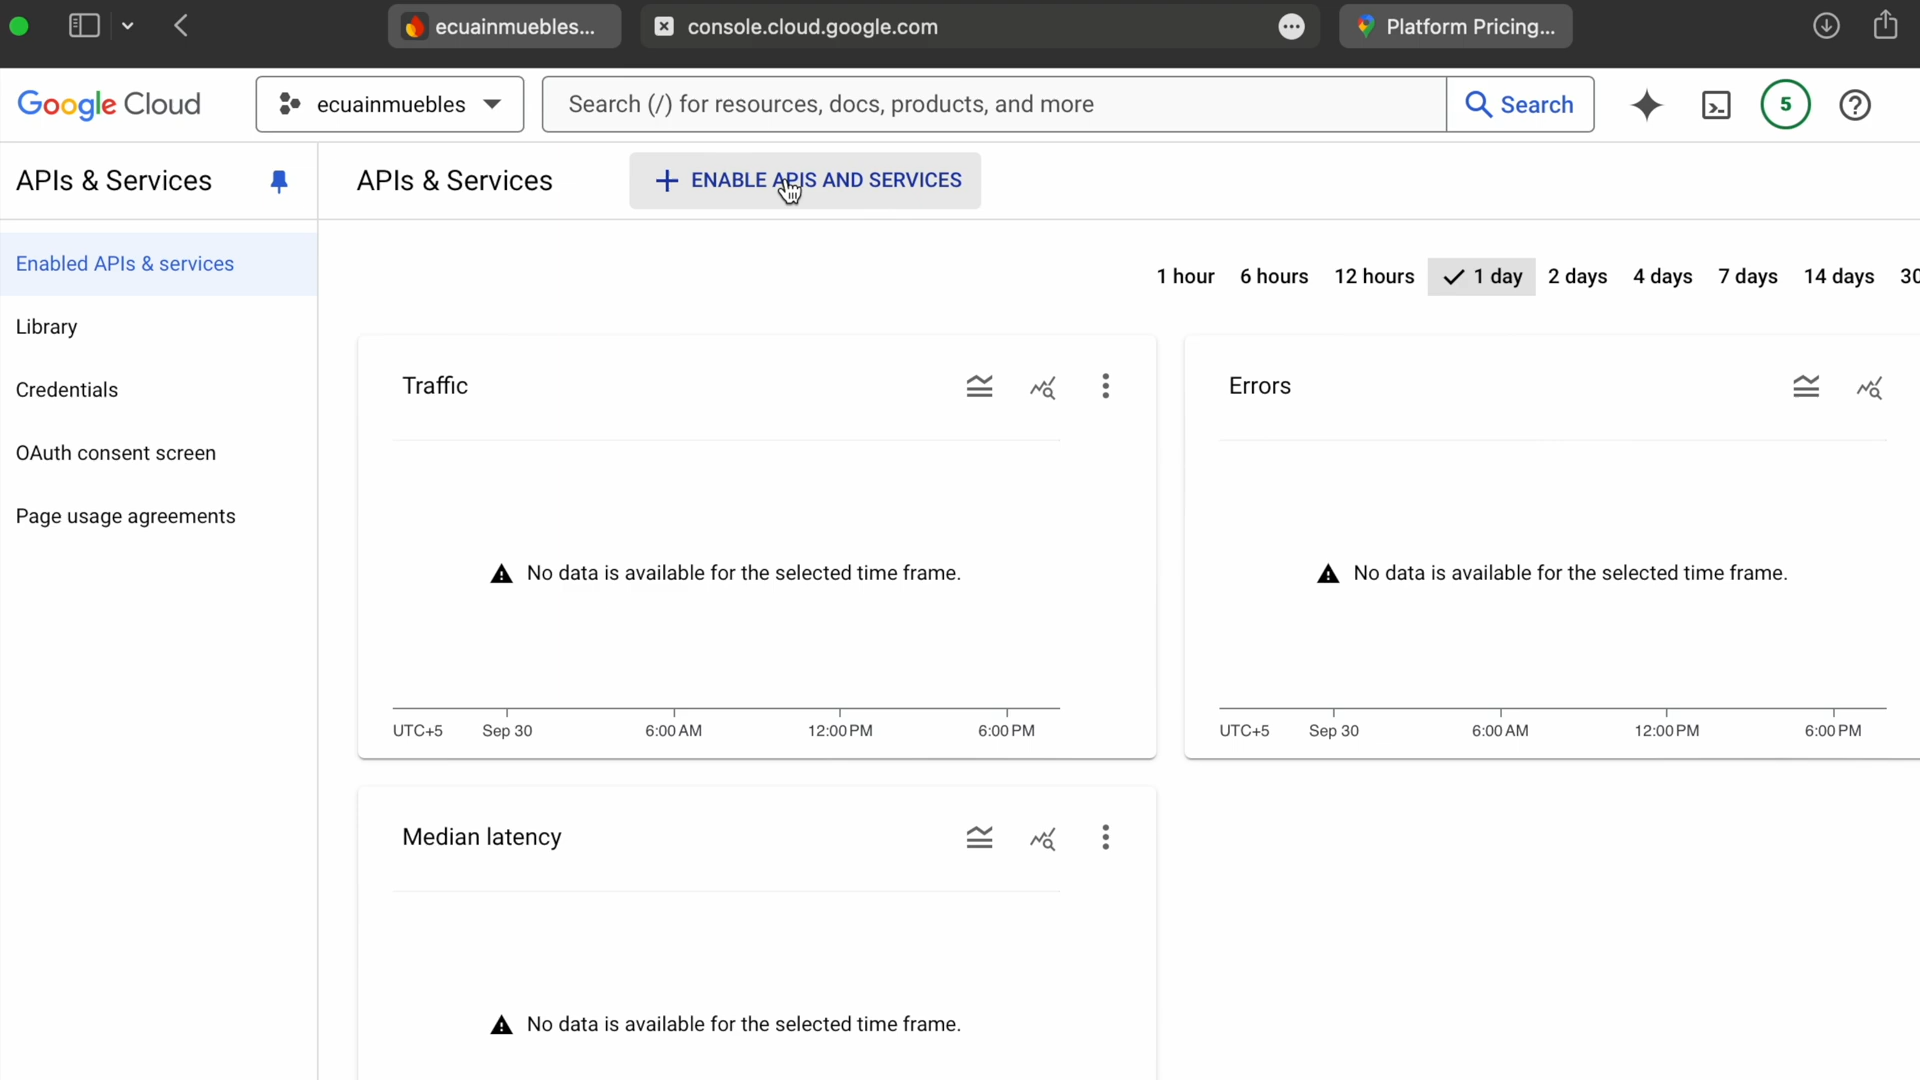 ecuainmuebles...
console.cloud.google.com
Platform Pricing...
Google Cloud
ecuainmuebles
Search (/) for resources, docs, products, and more
Search
5
APIs & Services
APIs & Services
ENABLE APIS AND SERVICES
Enabled APIs & services
Library
Credentials
OAuth consent screen
Page usage agreements
1 hour 6 hours 12 hours 1 day 2 days 4 days 7 days 14 days 30
Traffic
No data is available for the selected time frame.
UTC+5 Sep 30 6:00 AM 12:00 PM 6:00 PM
Errors
No data is available for the selected time frame.
UTC+5 Sep 30 6:00 AM 12:00 PM 6:00 PM
Median latency
No data is available for the selected time frame.